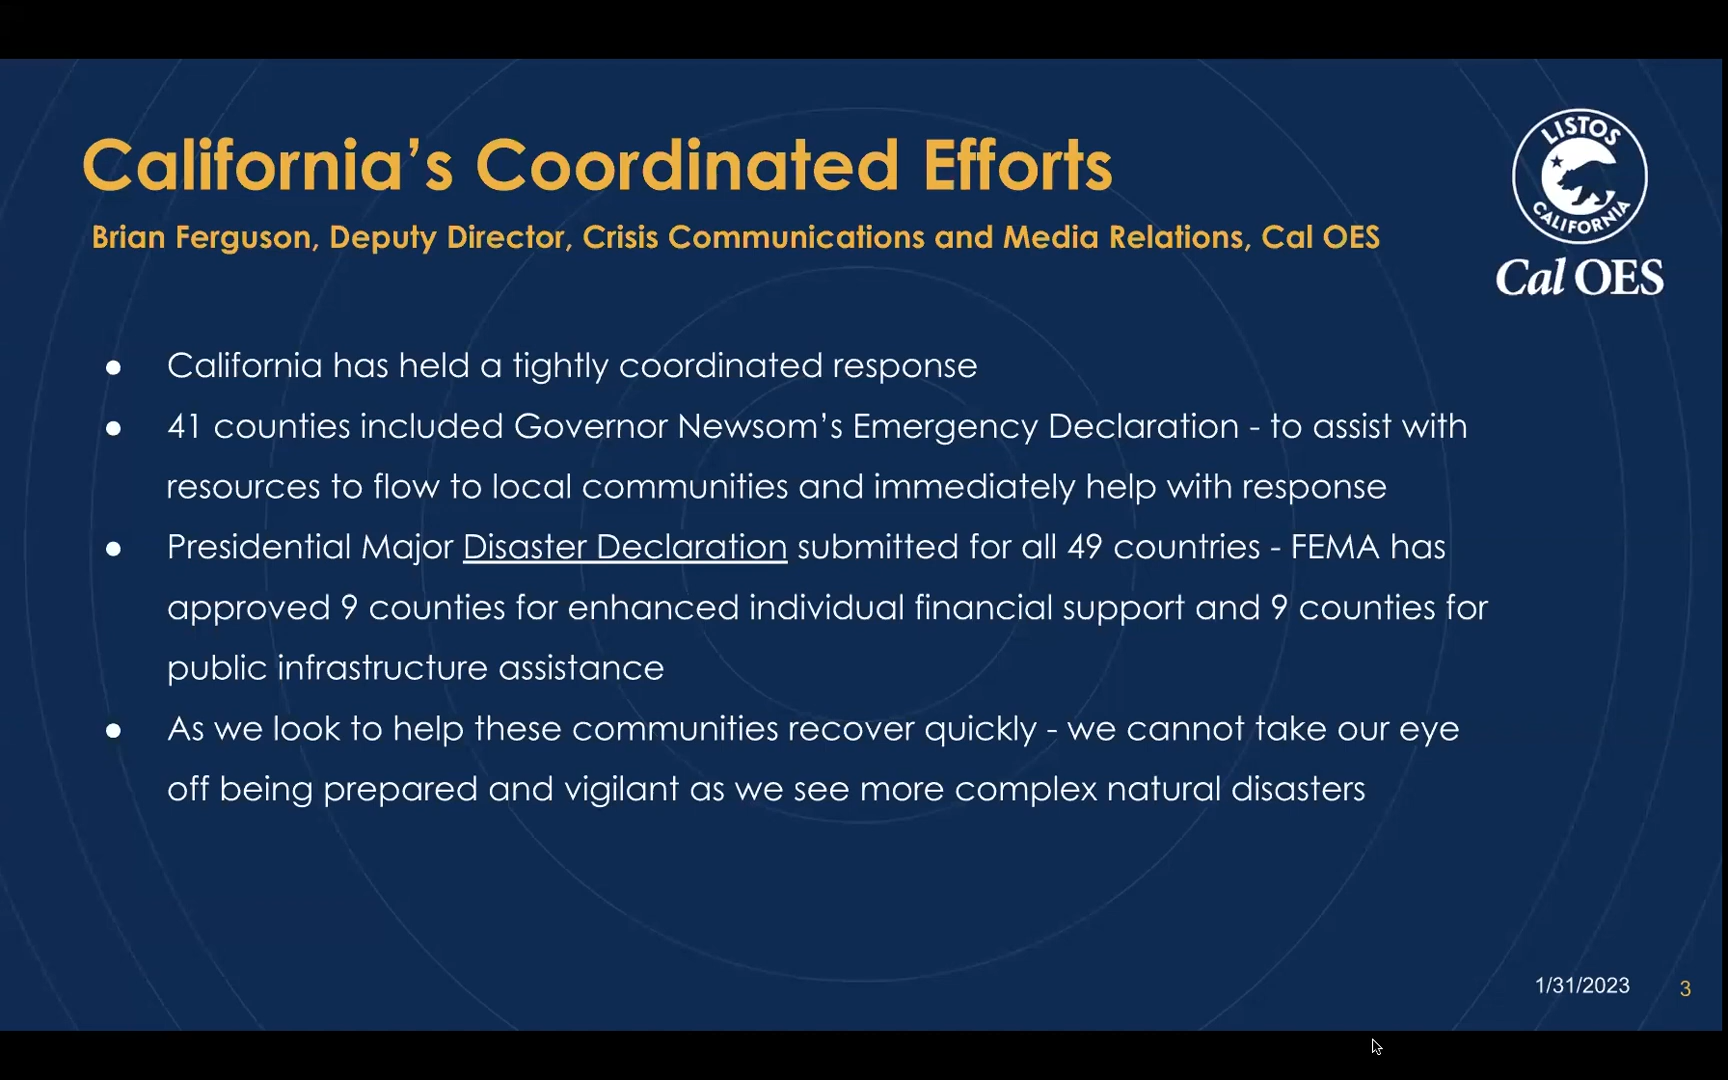 California’s Coordinated Efforts
Brian Ferguson, Deputy Director, Crisis Communications and Media Relations, Cal OES
LISTOS
CALIFORNIA
Cal OES
● California has held a tightly coordinated response
● 41 counties included Governor Newsom’s Emergency Declaration - to assist with
resources to flow to local communities and immediately help with response
● Presidential Major Disaster Declaration submitted for all 49 countries - FEMA has
approved 9 counties for enhanced individual financial support and 9 counties for
public infrastructure assistance
● As we look to help these communities recover quickly - we cannot take our eye
off being prepared and vigilant as we see more complex natural disasters
1/31/2023 3